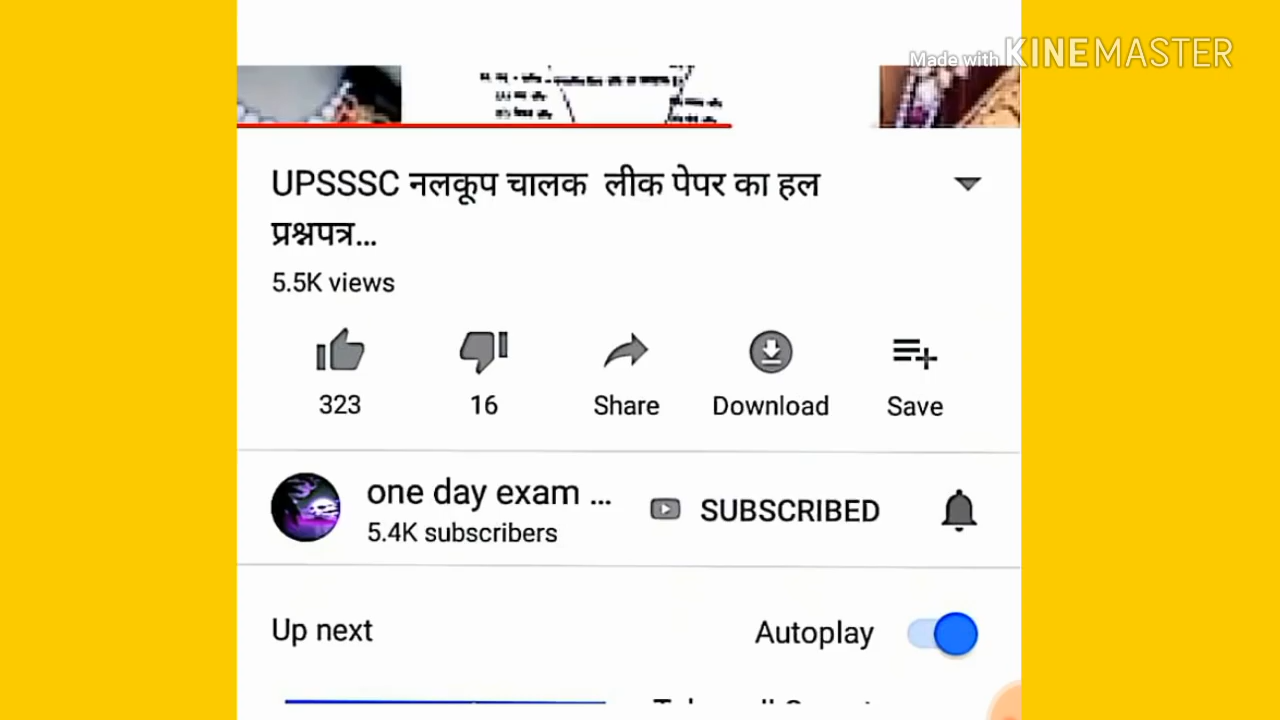 Made with KINEMASTER
UPSSSC नलकूप चालक लीक पेपर का हल
प्रश्नपत्र...
5.5K views
323
16
Share
Download
Save
one day exam ...
5.4K subscribers
SUBSCRIBED
Up next
Autoplay